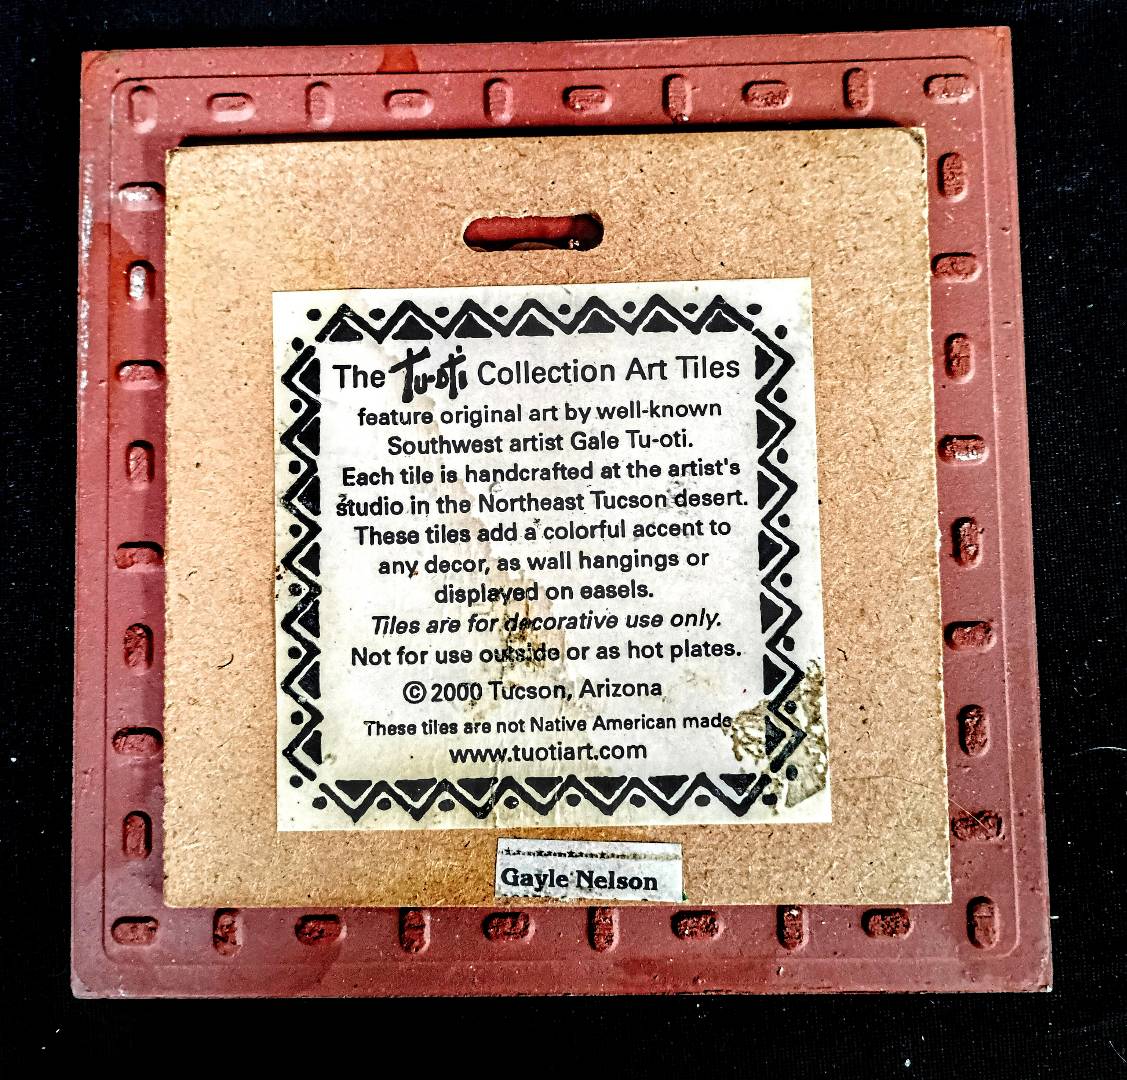 The Tu-oti Collection Art Tiles
feature original art by well-known
Southwest artist Gale Tu-oti.
Each tile is handcrafted at the artist's
studio in the Northeast Tucson desert.
These tiles add a colorful accent to
any decor, as wall hangings or
displayed on easels.
Tiles are for decorative use only.
Not for use outside or as hot plates.
© 2000 Tucson, Arizona
These tiles are not Native American made.
www.tuotiart.com
Gayle Nelson